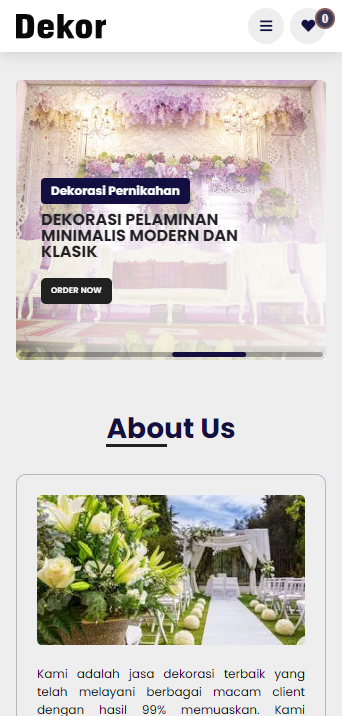 Dekor
0
Dekorasi Pernikahan
DEKORASI PELAMINAN
MINIMALIS MODERN DAN
KLASIK
ORDER NOW
About Us
Kami adalah jasa dekorasi terbaik yang
telah melayani berbagai macam client
dengan hasil 99% memuaskan. Kami